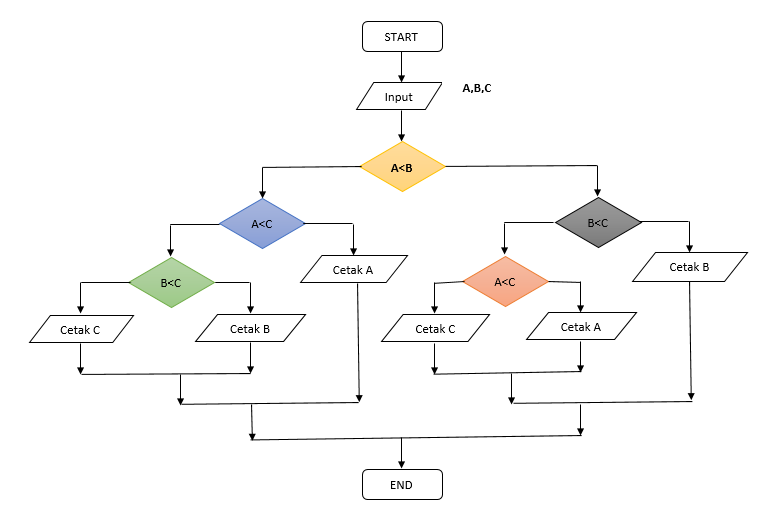 START
Input
A,B,C
A<B
A<C
B<C
B<C
Cetak A
A<C
Cetak B
Cetak C
Cetak B
Cetak C
Cetak A
END